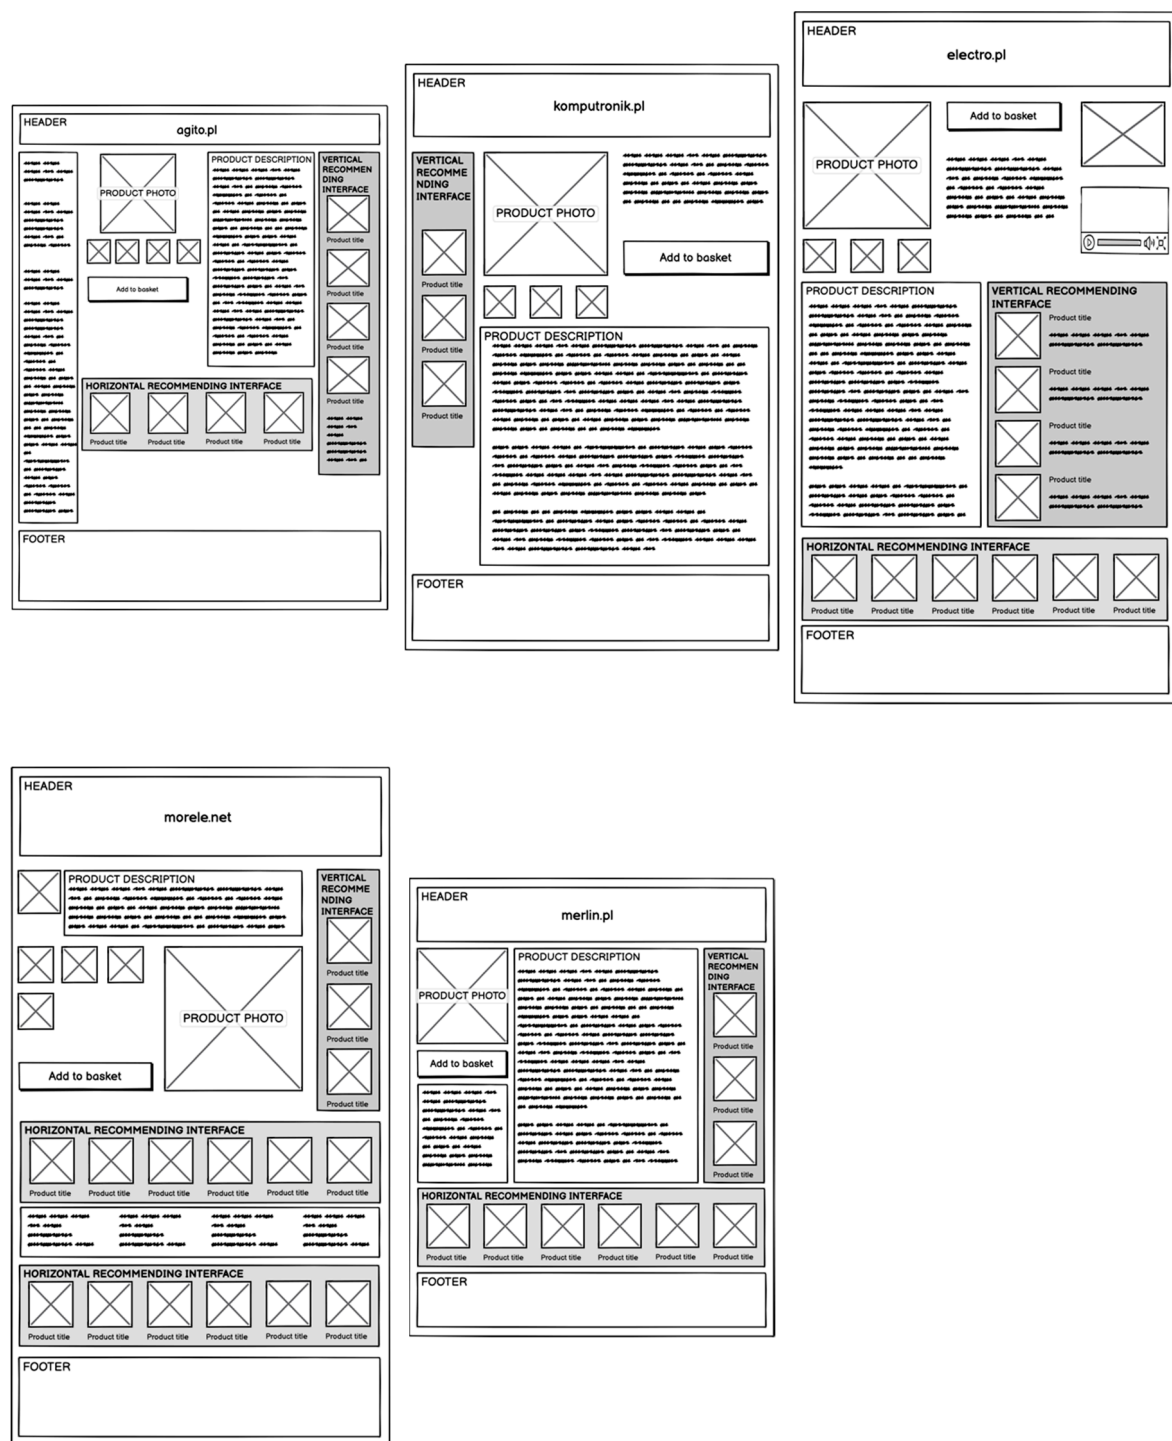 HEADER
agito.pl
PRODUCT PHOTO
Add to basket
PRODUCT DESCRIPTION
VERTICAL
RECOMMEN
DING
INTERFACE
Product title
Product title
Product title
Product title
HORIZONTAL RECOMMENDING INTERFACE
Product title Product title Product title Product title
FOOTER
HEADER
komputronik.pl
VERTICAL
RECOMME
NDING
INTERFACE
Product title
Product title
Product title
PRODUCT PHOTO
Add to basket
PRODUCT DESCRIPTION
FOOTER
HEADER
electro.pl
PRODUCT PHOTO
Add to basket
PRODUCT DESCRIPTION
VERTICAL RECOMMENDING
INTERFACE
Product title
Product title
Product title
Product title
HORIZONTAL RECOMMENDING INTERFACE
Product title Product title Product title Product title Product title Product title
FOOTER
HEADER
morele.net
PRODUCT DESCRIPTION
VERTICAL
RECOMME
NDING
INTERFACE
Product title
Product title
Product title
PRODUCT PHOTO
Add to basket
HORIZONTAL RECOMMENDING INTERFACE
Product title Product title Product title Product title Product title Product title
HORIZONTAL RECOMMENDING INTERFACE
Product title Product title Product title Product title Product title Product title
FOOTER
HEADER
merlin.pl
PRODUCT PHOTO
Add to basket
PRODUCT DESCRIPTION
VERTICAL
RECOMMEN
DING
INTERFACE
Product title
Product title
Product title
HORIZONTAL RECOMMENDING INTERFACE
Product title Product title Product title Product title Product title Product title
FOOTER